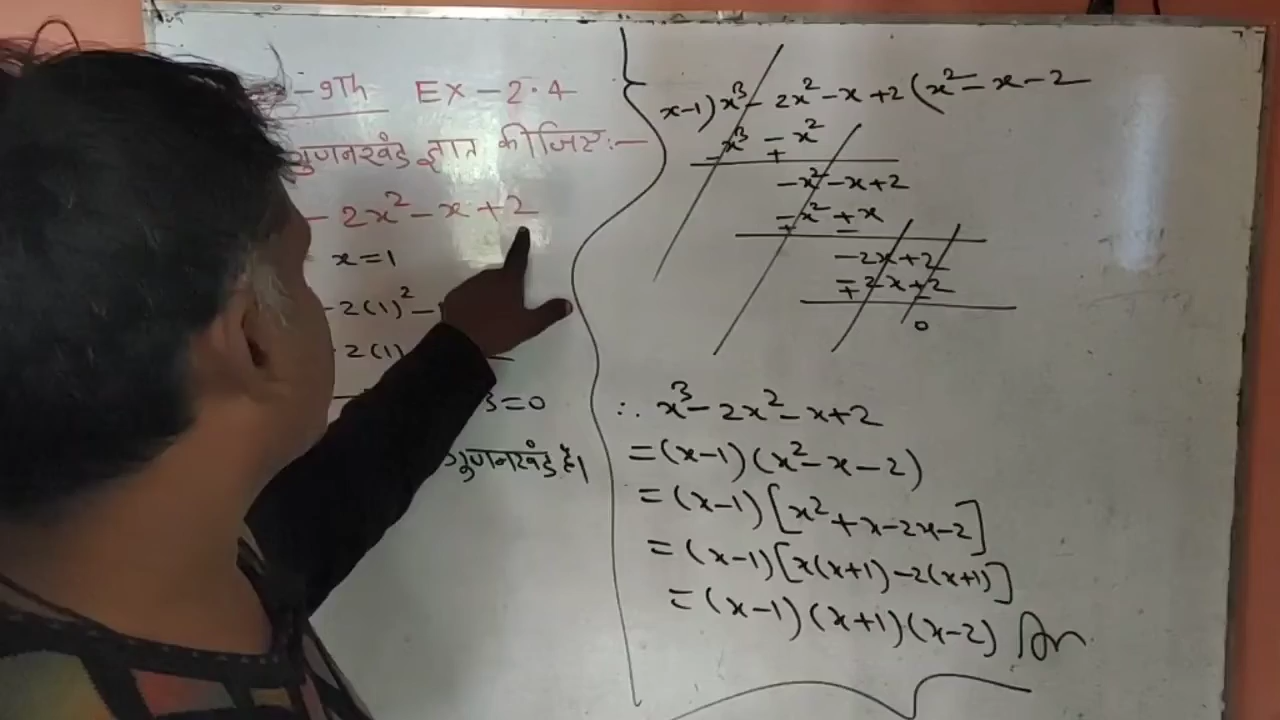 -9Th EX-2.4
गुणनखंड ज्ञात कीजिए:-
- 2x² - x + 2
x=1
-2(1)² -
2(1)
3=0
गुणनखंड है।
x-1) x³ - 2x² - x + 2 (x² - x - 2
-x³ - x²
+
-x² - x + 2
-x² + x
+ -
-2x+2
-2x+2
+ -
0
∴ x³ - 2x² - x + 2
= (x-1) (x² - x - 2)
= (x-1) [x² + x - 2x - 2]
= (x-1) [x(x+1) - 2(x+1)]
= (x-1) (x+1) (x-2) An